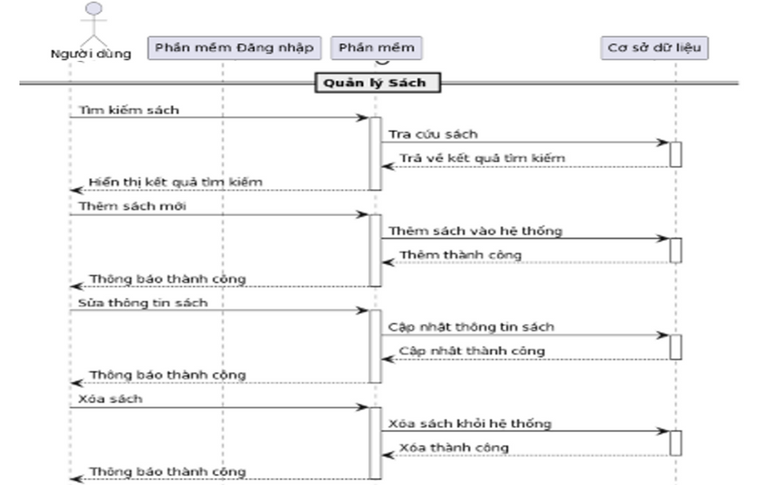 Người dùng
Phần mềm Đăng nhập
Phần mềm
Cơ sở dữ liệu
Quản lý Sách
Tìm kiếm sách
Tra cứu sách
Trả về kết quả tìm kiếm
Hiển thị kết quả tìm kiếm
Thêm sách mới
Thêm sách vào hệ thống
Thêm thành công
Thông báo thành công
Sửa thông tin sách
Cập nhật thông tin sách
Cập nhật thành công
Thông báo thành công
Xóa sách
Xóa sách khỏi hệ thống
Xóa thành công
Thông báo thành công